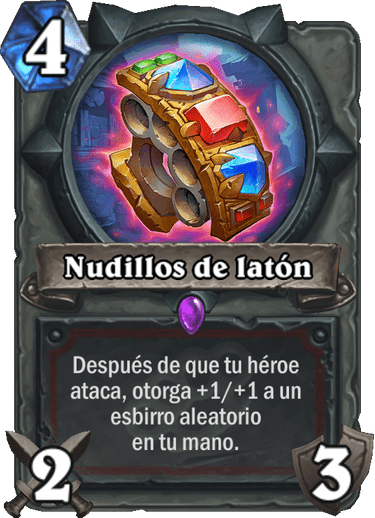 4
Nudillos de latón
Después de que tu héroe
ataca, otorga +1/+1 a un
esbirro aleatorio
en tu mano.
2
3